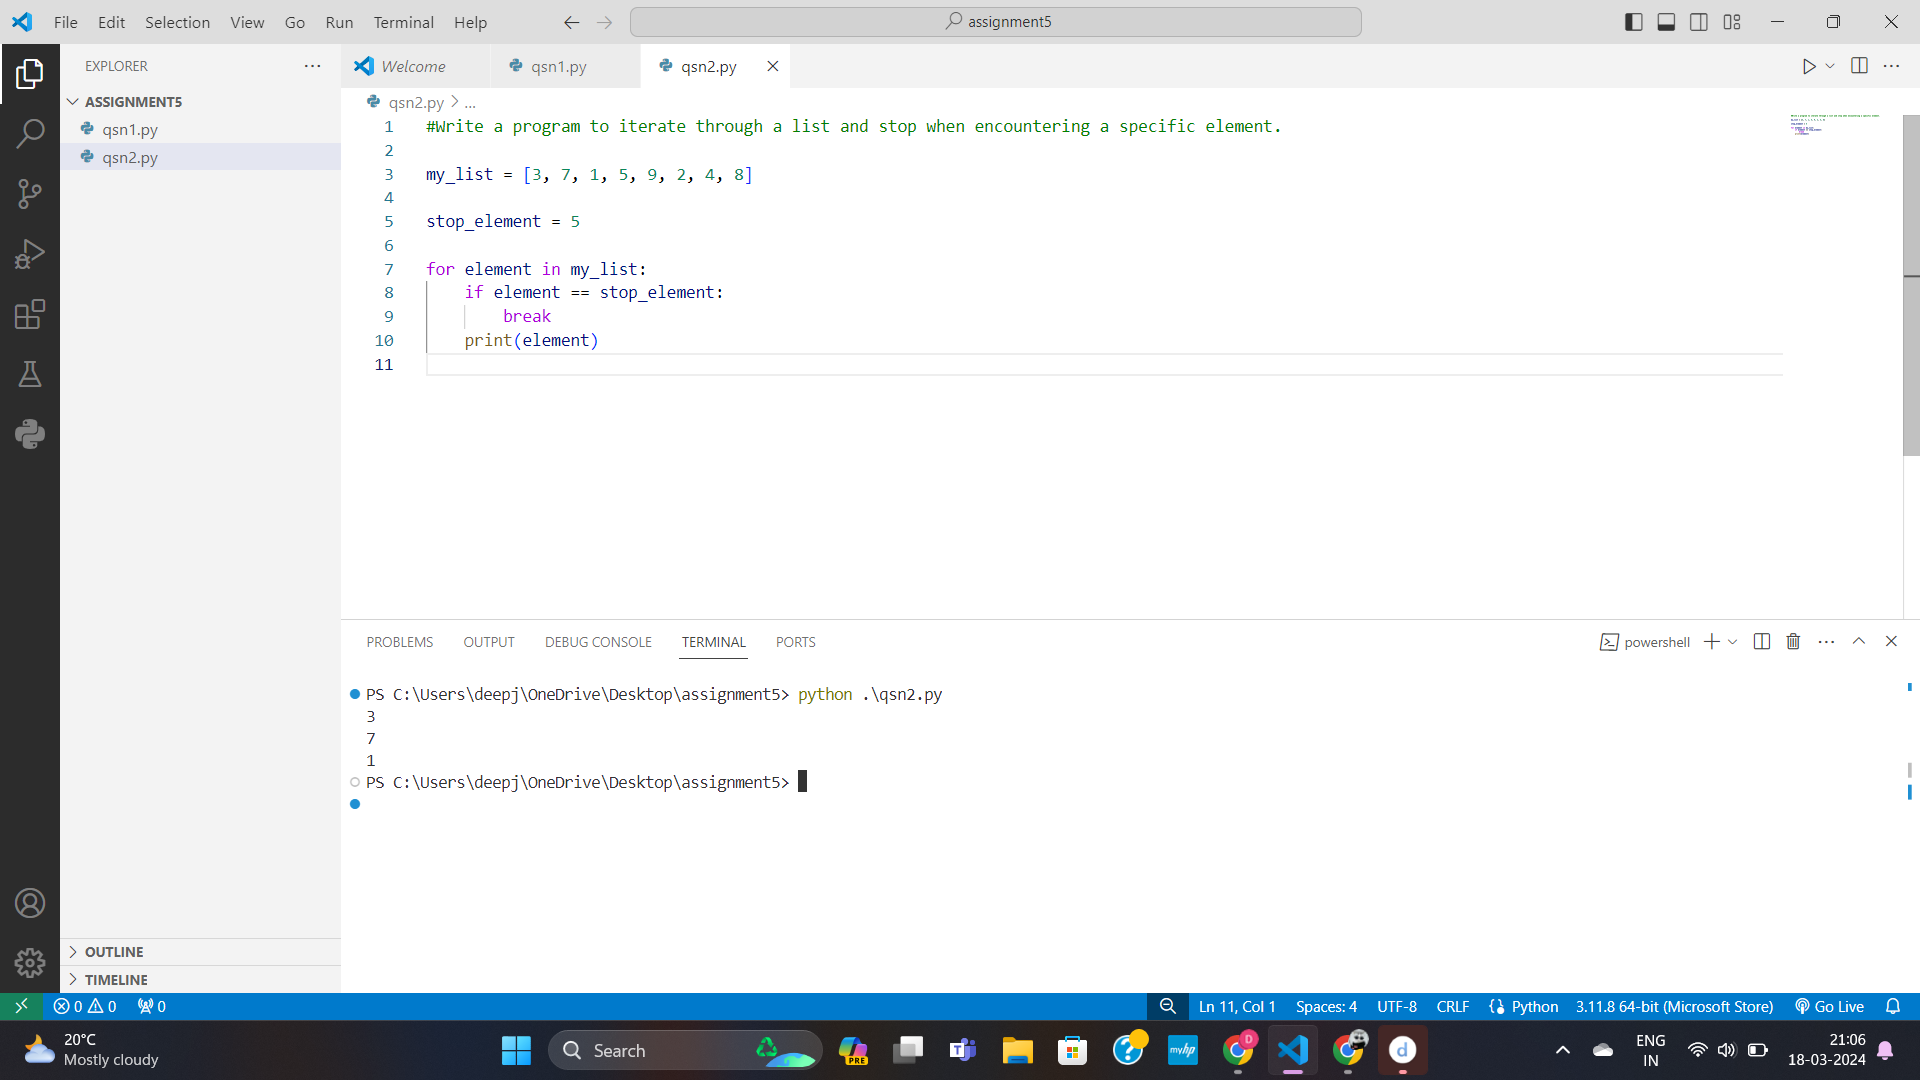 File Edit Selection View Go Run Terminal Help
assignment5
EXPLORER
Welcome
qsn1.py
qsn2.py
ASSIGNMENT5
qsn1.py
qsn2.py
qsn2.py > ...
1 #Write a program to iterate through a list and stop when encountering a specific element.
2
3 my_list = [3, 7, 1, 5, 9, 2, 4, 8]
4
5 stop_element = 5
6
7 for element in my_list:
8     if element == stop_element:
9         break
10     print(element)
11
PROBLEMS OUTPUT DEBUG CONSOLE TERMINAL PORTS
powershell
PS C:\Users\deepj\OneDrive\Desktop\assignment5> python .\qsn2.py
3
7
1
PS C:\Users\deepj\OneDrive\Desktop\assignment5>
OUTLINE
TIMELINE
0 0 0
Ln 11, Col 1 Spaces: 4 UTF-8 CRLF Python 3.11.8 64-bit (Microsoft Store) Go Live
20°C
Mostly cloudy
Search
PRE
T
myhp
D
d
ENG
IN
21:06
18-03-2024